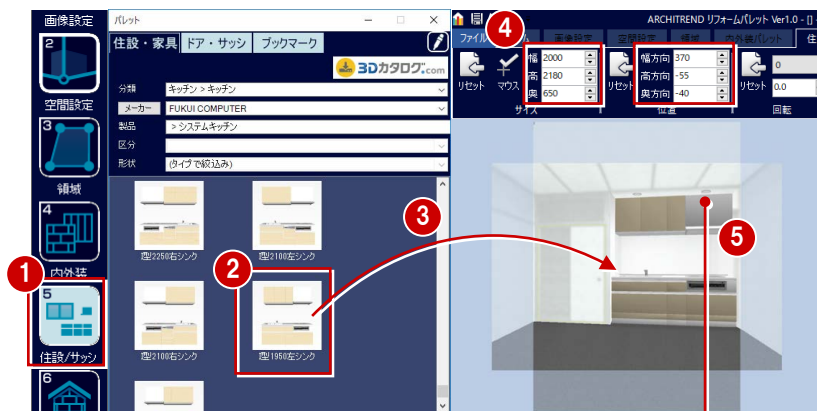 画像設定
2
空間設定
3
領域
4
内外装
1
5
住設/サッシ
6
パレット
住設・家具
ドア・サッシ
ブックマーク
3Dカタログ.com
分類
キッチン > キッチン
メーカー
FUKUI COMPUTER
製品
> システムキッチン
区分
形状
(タイプで絞込み)
I型2250右シンク
I型2100左シンク
2
3
I型2100右シンク
I型1950左シンク
ARCHITREND リフォームパレット Ver1.0 - []
4
ファイル
画像設定
空間設定
領域
内外装パレット
住
リセット
マウス
幅 2000
高 2180
奥 650
サイズ
リセット
幅方向 370
高方向 -55
奥方向 -40
位置
リセット
0
0.0
回転
5